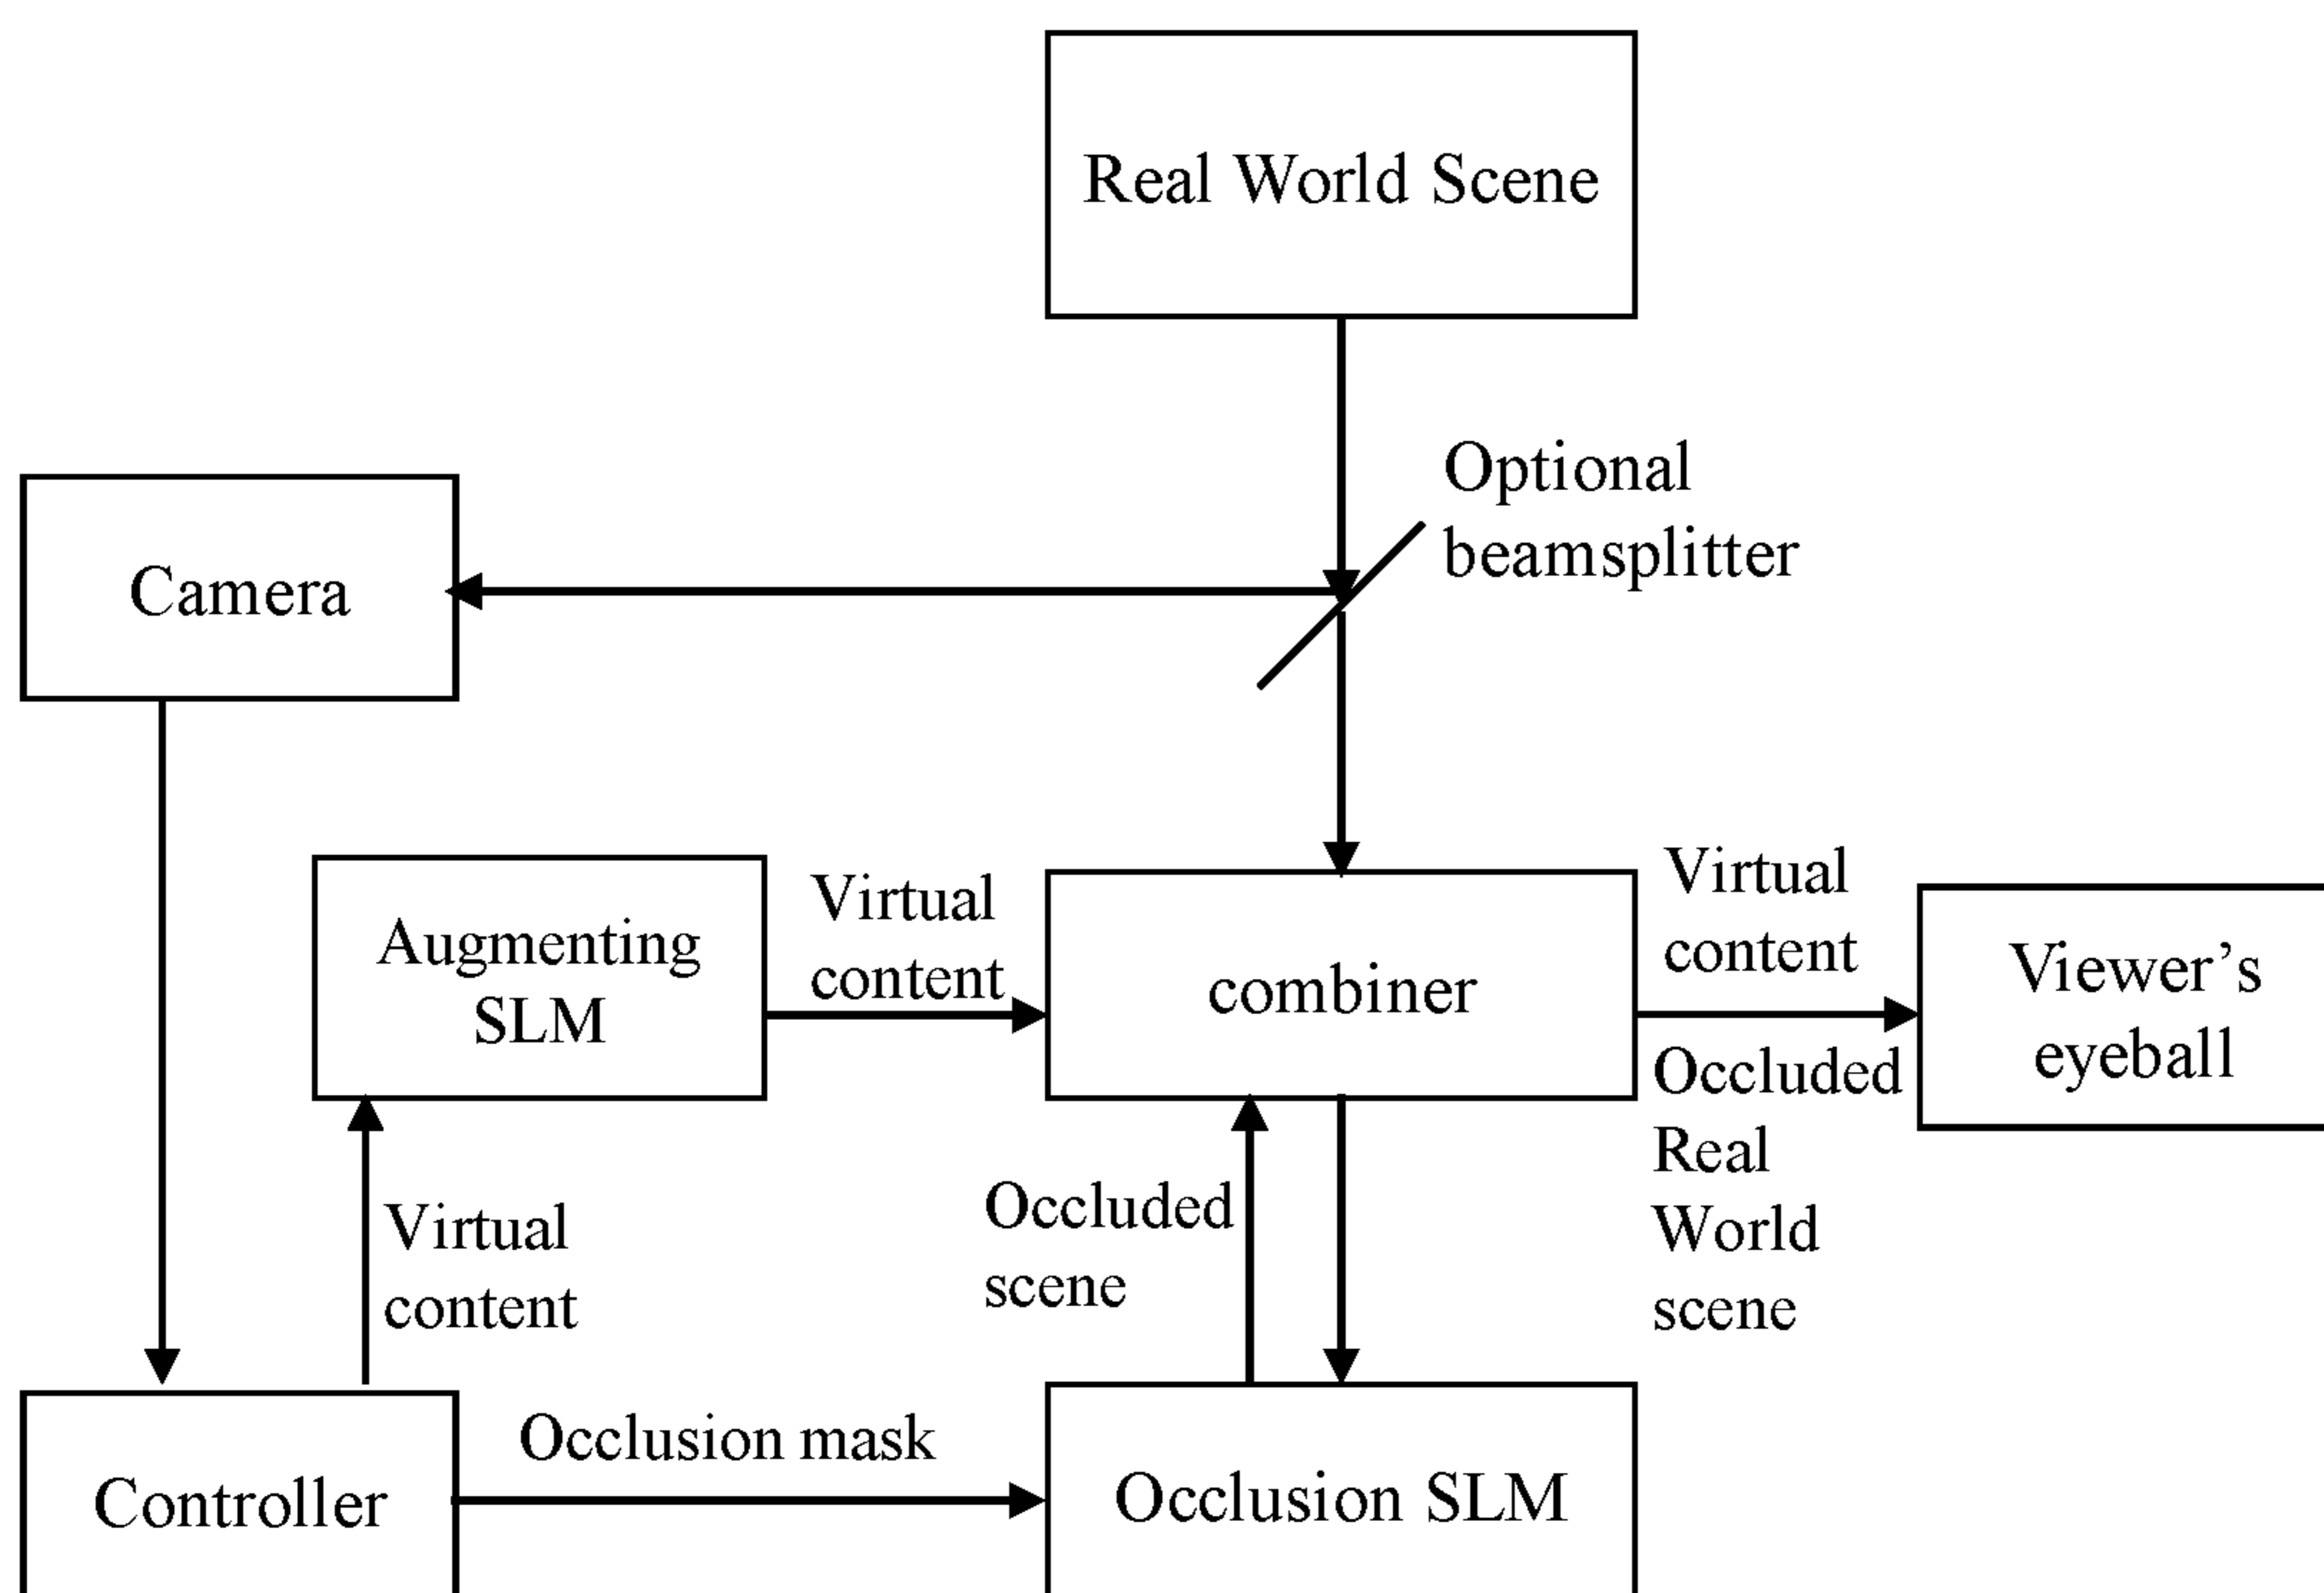 Real World Scene
Optional
beamsplitter
Camera
Augmenting
SLM
Virtual
content
combiner
Virtual
content
Occluded
Real
World
scene
Viewer’s
eyeball
Virtual
content
Occluded
scene
Controller
Occlusion mask
Occlusion SLM